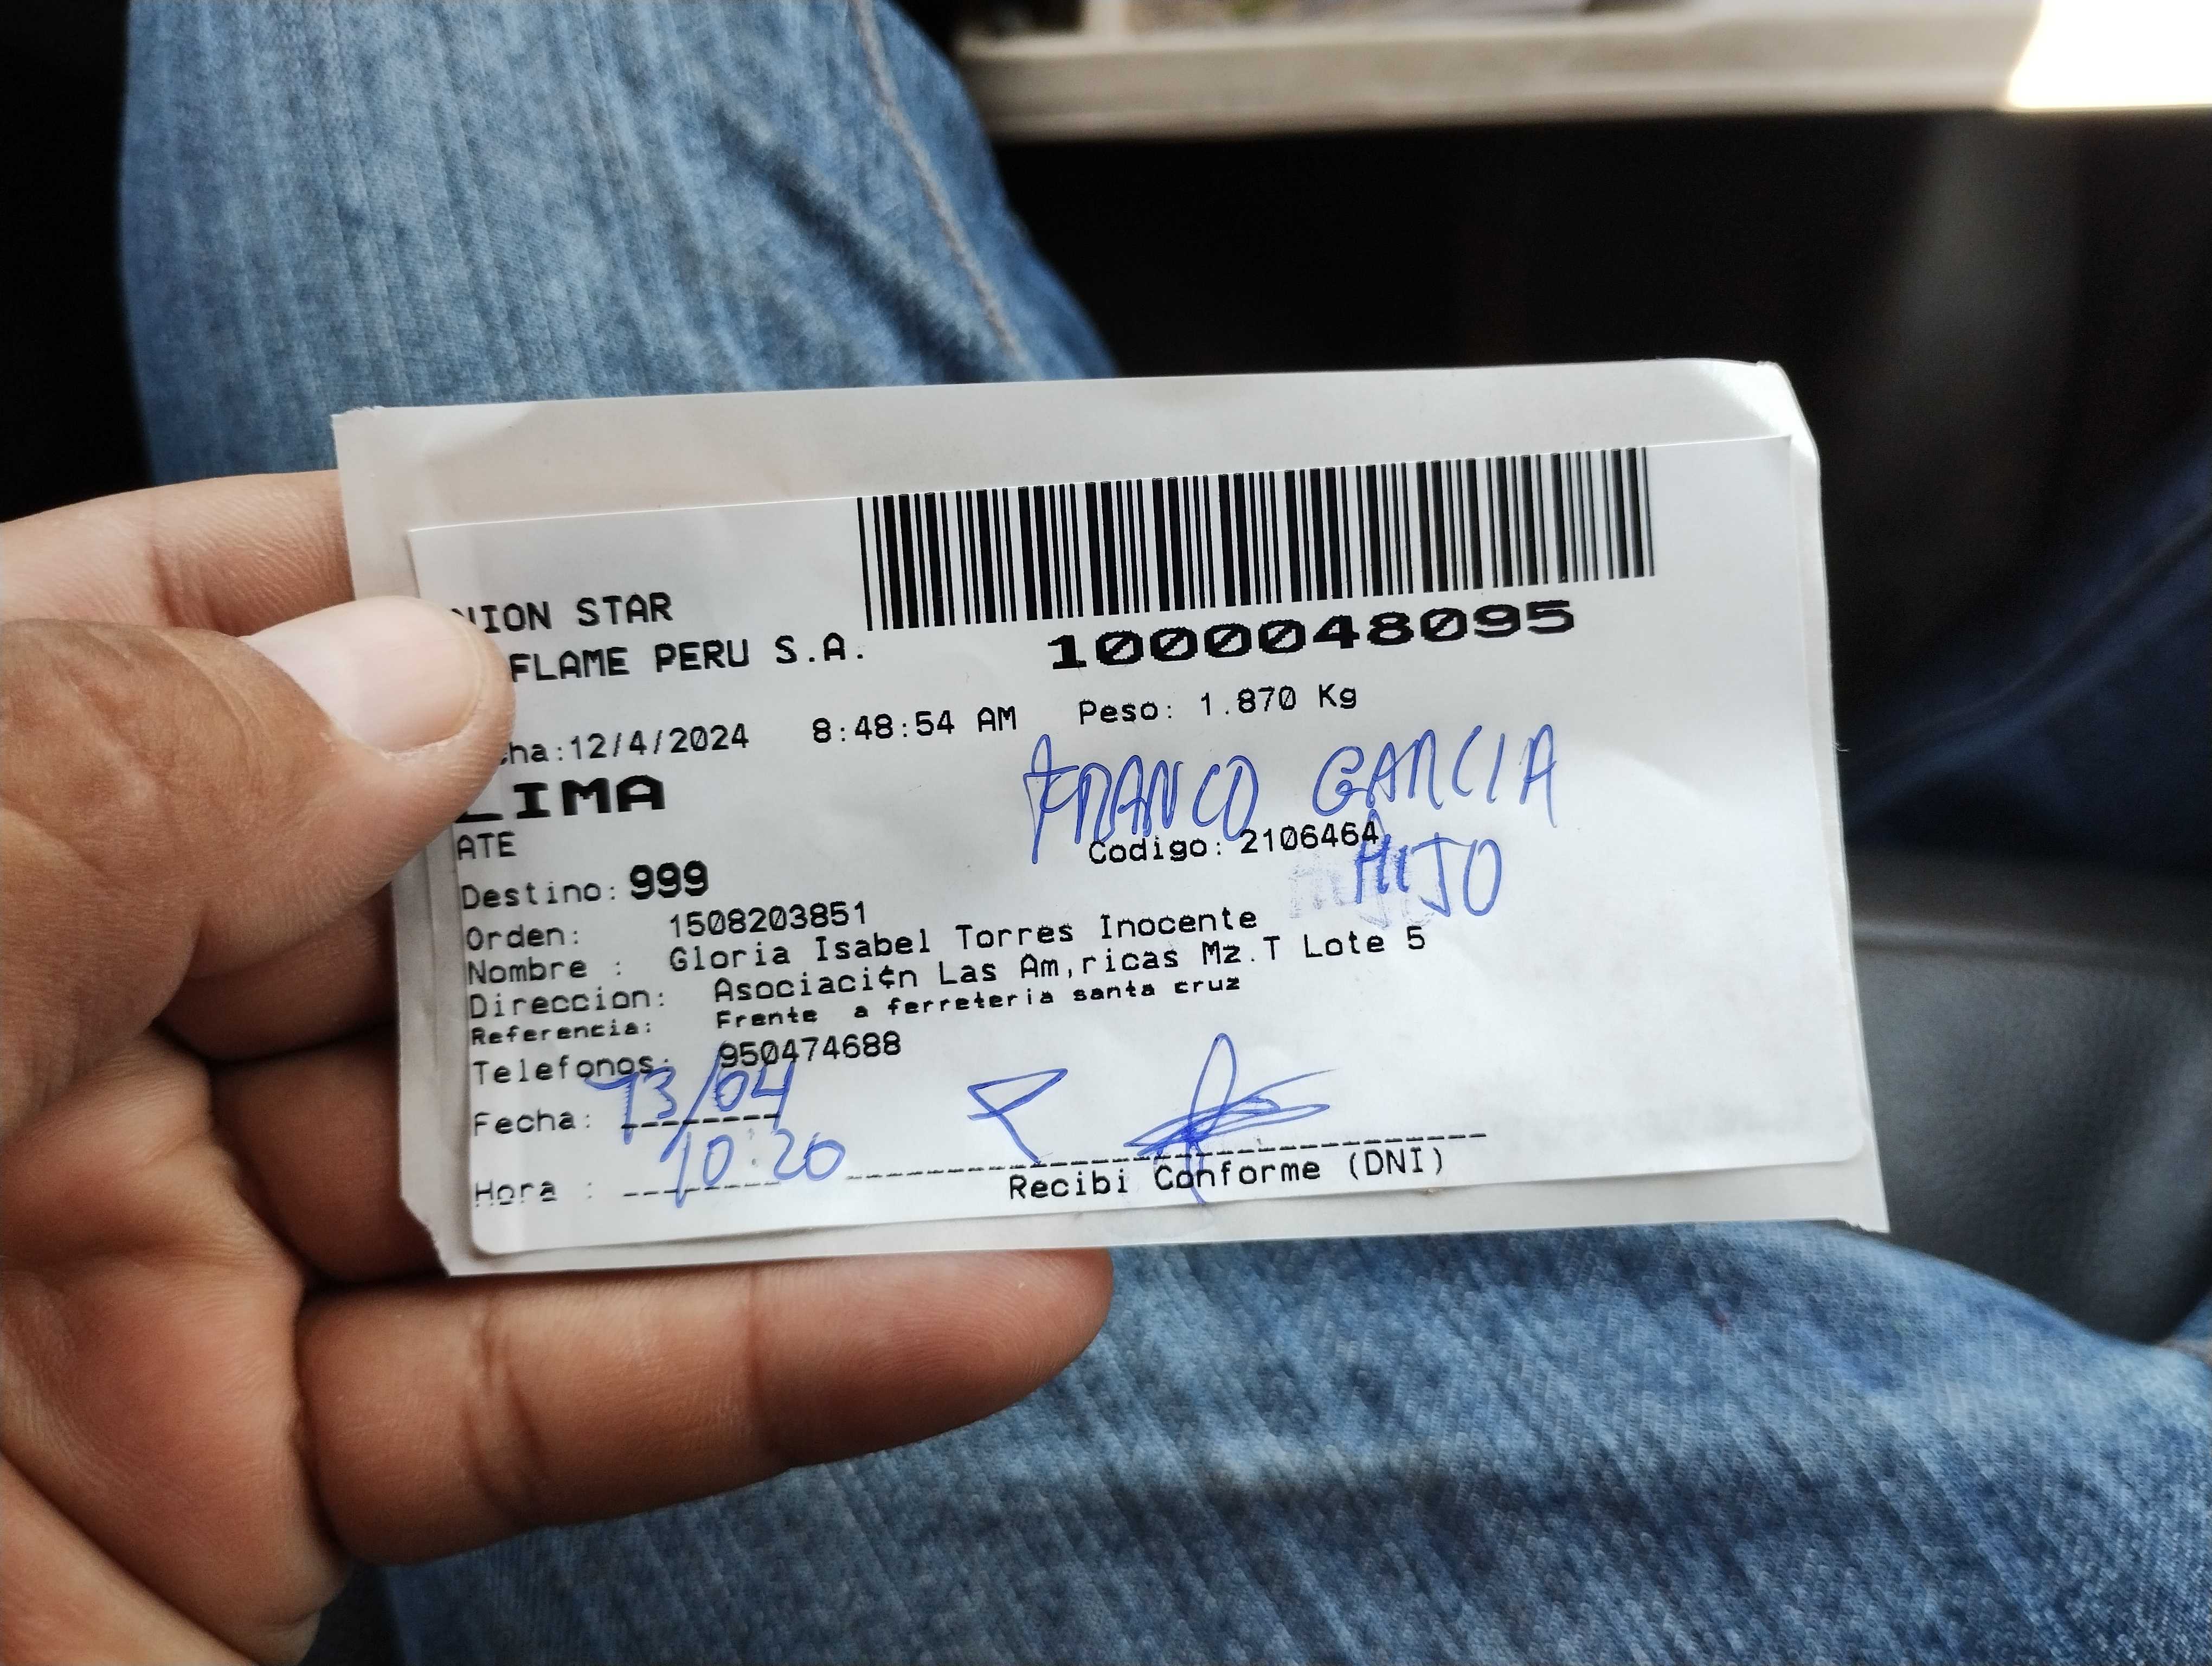 NION STAR
FLAME PERU S.A.
1000048095
cha:12/4/2024 8:48:54 AM Peso: 1.870 Kg
LIMA
FRANCO GARCIA
ATE
Codigo: 2106464
HIJO
Destino: 999
Orden: 1508203851
Nombre : Gloria Isabel Torres Inocente
Direccion: Asociaci¢n Las Am,ricas Mz.T Lote 5
Referencia: Frente a ferreteria santa cruz
Telefonos: 950474688
Fecha: 13/04
Hora : 10:20
Recibi Conforme (DNI)